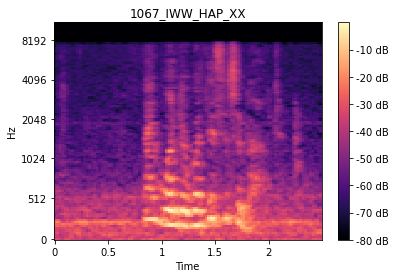 1067_IWW_HAP_XX
8192
4096
2048
1024
512
0
Hz
0 0.5 1 1.5 2
Time
-10 dB
-20 dB
-30 dB
-40 dB
-50 dB
-60 dB
-70 dB
-80 dB